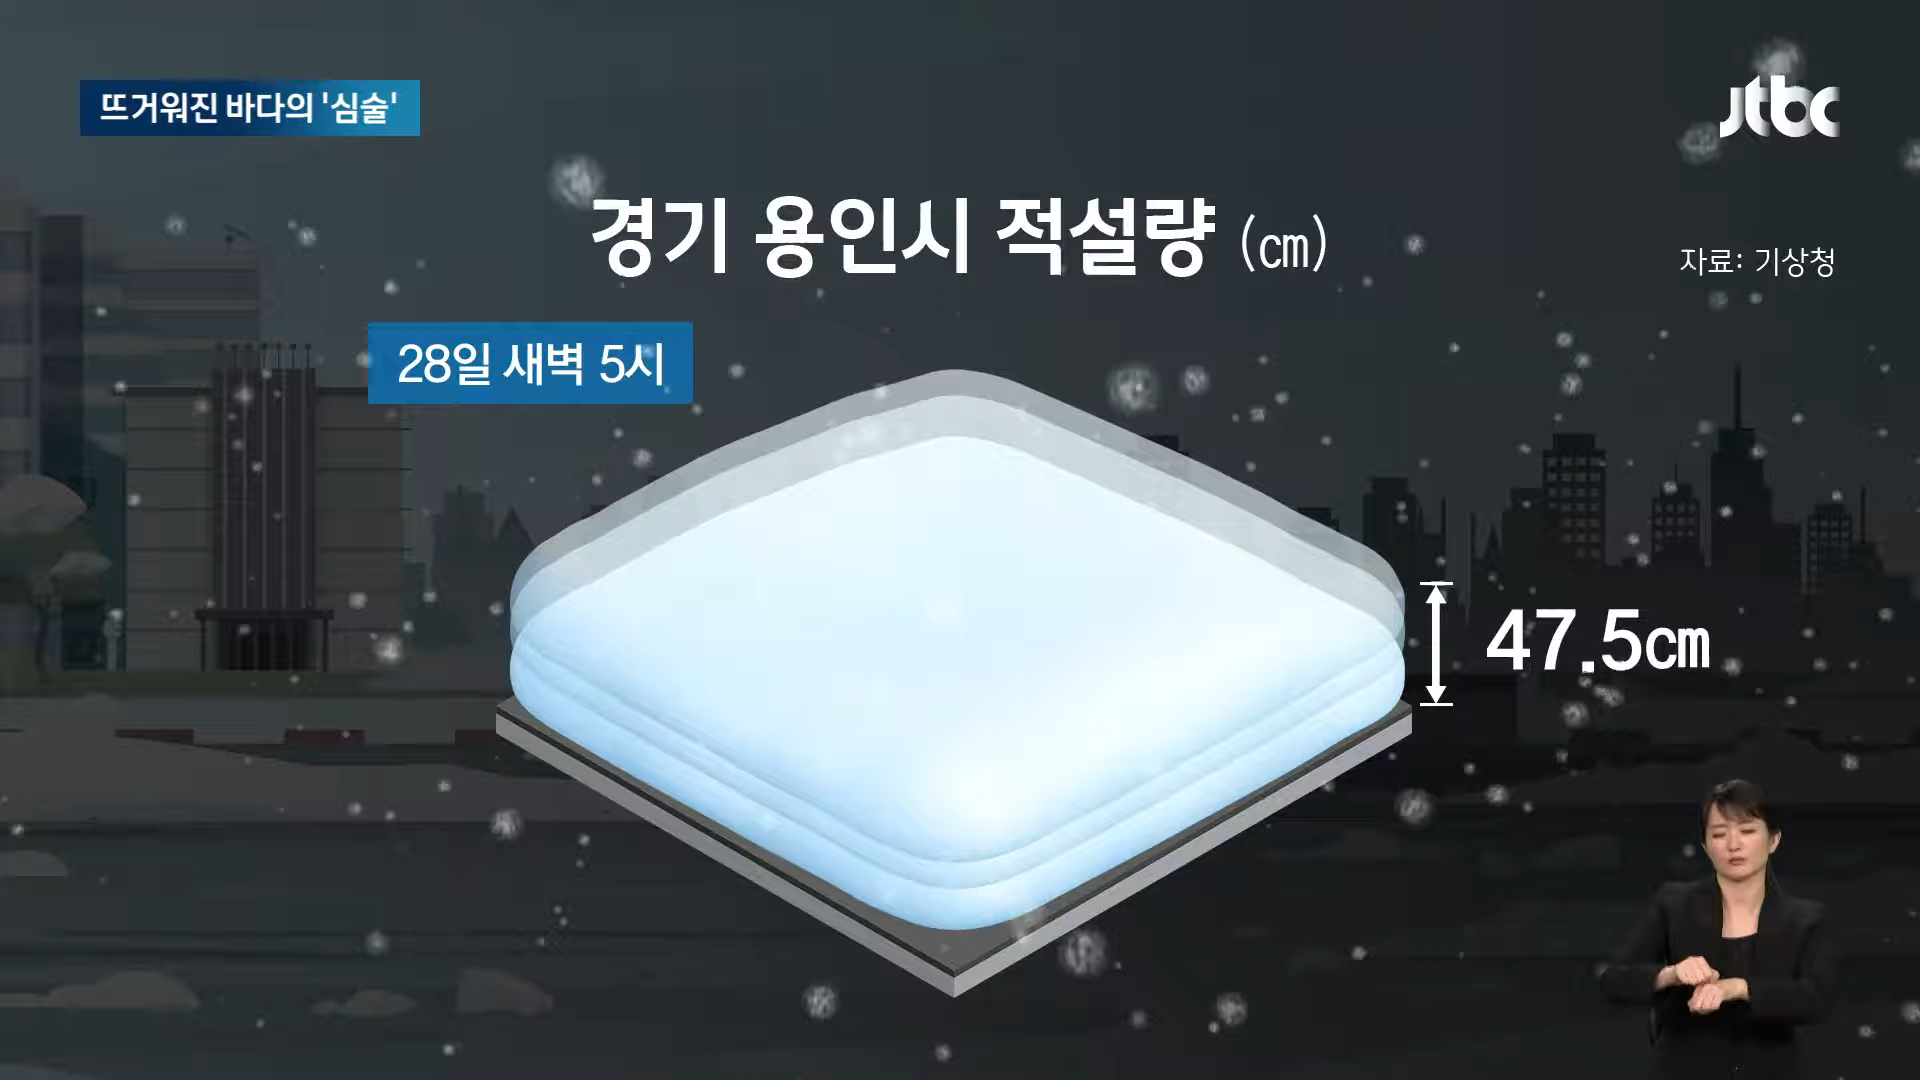 뜨거워진 바다의 '심술'
jtbc
경기 용인시 적설량 (㎝)
자료: 기상청
28일 새벽 5시
47.5㎝